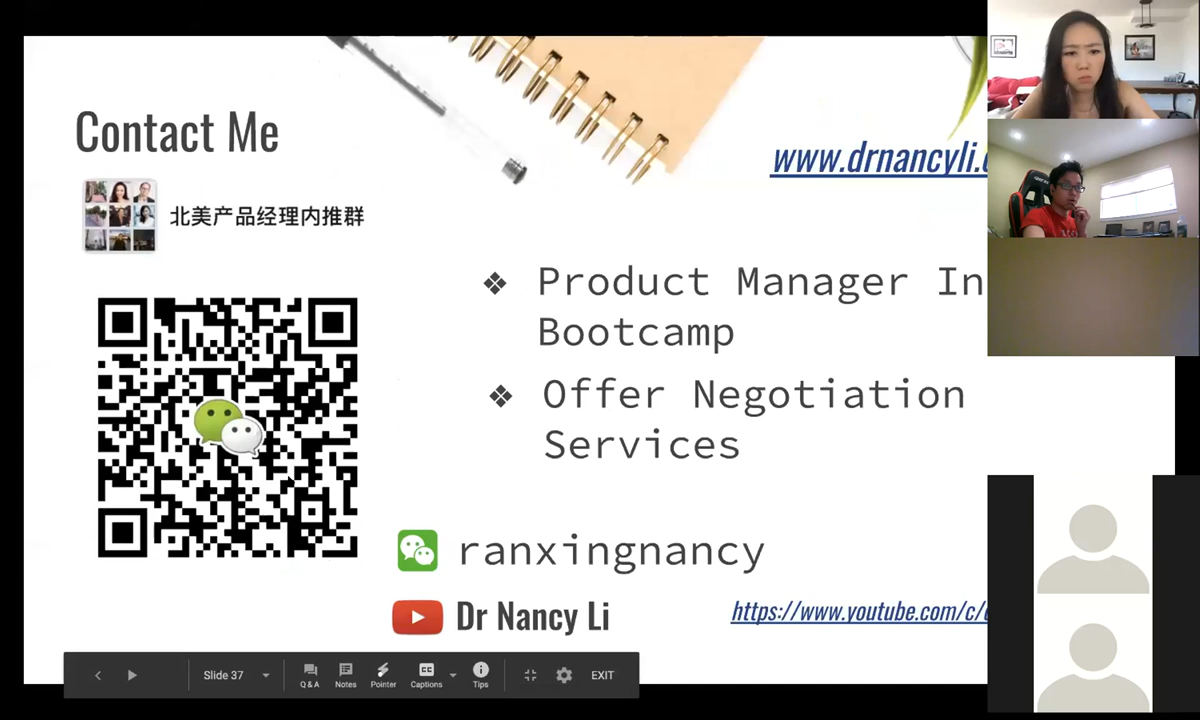 Contact Me
www.drnancyli.
北美产品经理内推群
❖ Product Manager In
Bootcamp
❖ Offer Negotiation
Services
ranxingnancy
Dr Nancy Li
https://www.youtube.com/c/
Slide 37
Q & A
Notes
Pointer
CC
Captions
Tips
EXIT